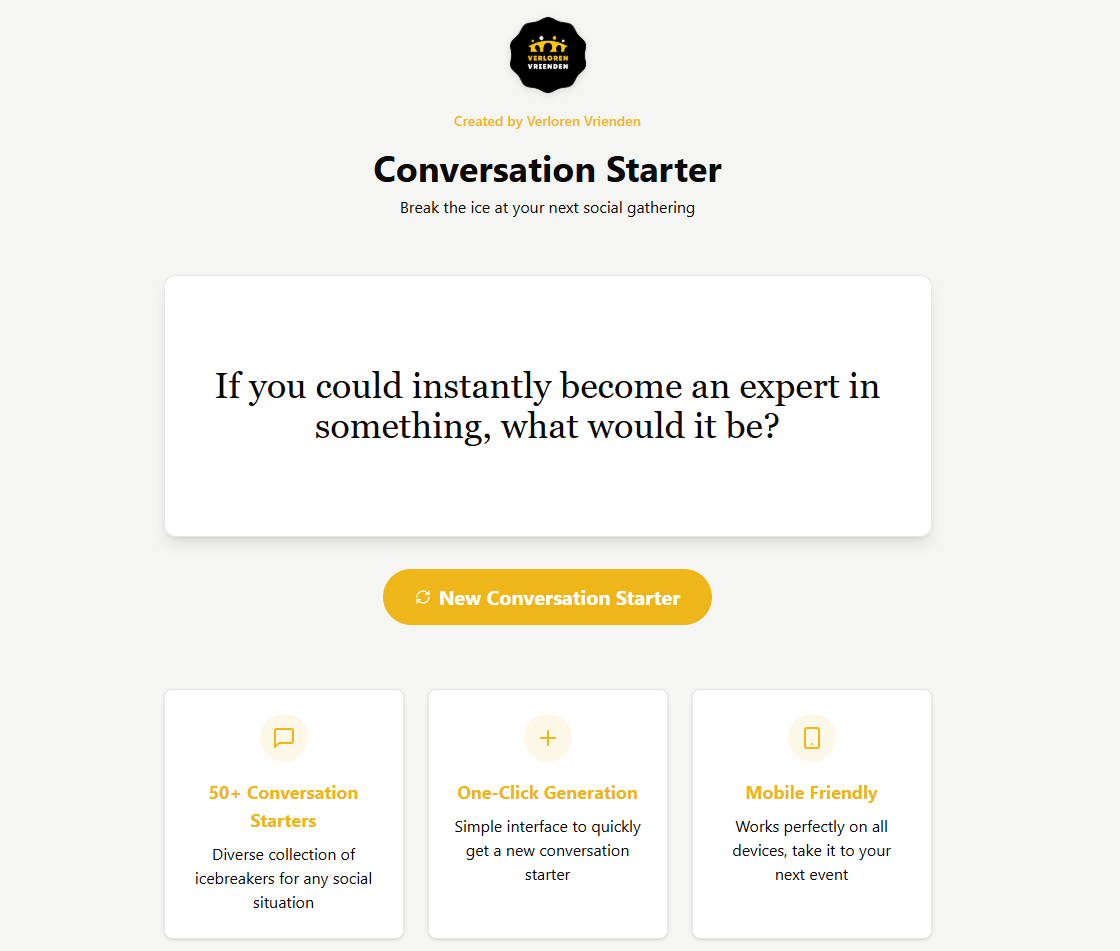 VERLOREN
VRIENDEN
Created by Verloren Vrienden
Conversation Starter
Break the ice at your next social gathering
If you could instantly become an expert in
something, what would it be?
New Conversation Starter
50+ Conversation
Starters
Diverse collection of
icebreakers for any social
situation
One-Click Generation
Simple interface to quickly
get a new conversation
starter
Mobile Friendly
Works perfectly on all
devices, take it to your
next event